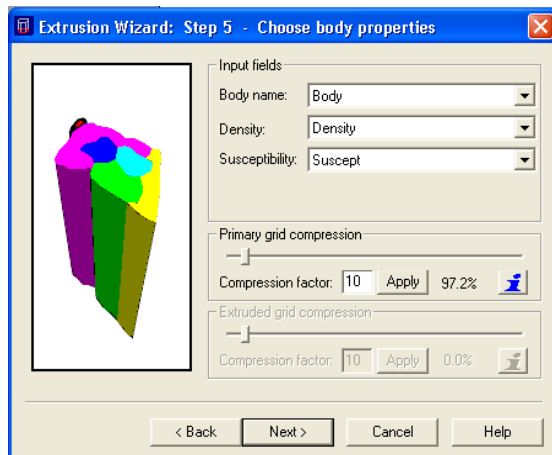 Extrusion Wizard: Step 5 - Choose body properties
Input fields
Body name: Body
Density: Density
Susceptibility: Suscept
Primary grid compression
Compression factor: 10 Apply 97.2% i
Extruded grid compression
Compression factor: 10 Apply 0.0% i
< Back Next > Cancel Help